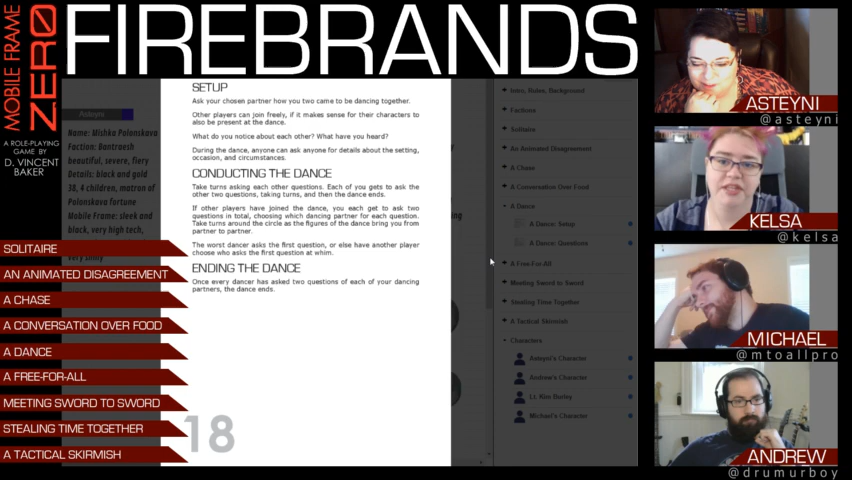 MOBILE FRAME
ZERO
FIREBRANDS
A ROLE-PLAYING
GAME BY
D. VINCENT
BAKER
Asteyni
Name: Mishka Polonskava
Faction: Bantraesh
beautiful, severe, fiery
Details: black and gold
38, 4 children, matron of
Polonskava fortune
Mobile Frame: sleek and
black, very high tech,
SOLITAIRE
AN ANIMATED DISAGREEMENT
A CHASE
A CONVERSATION OVER FOOD
A DANCE
A FREE-FOR-ALL
MEETING SWORD TO SWORD
STEALING TIME TOGETHER
A TACTICAL SKIRMISH
SETUP
Ask your chosen partner how you two came to be dancing together.
Other players can join freely, if it makes sense for their characters to
also be present at the dance.
What do you notice about each other? What have you heard?
During the dance, anyone can ask anyone for details about the setting,
occasion, and circumstances.
CONDUCTING THE DANCE
Take turns asking each other questions. Each of you gets to ask the
other two questions, taking turns, and then the dance ends.
If other players have joined the dance, you each get to ask two
questions in total, choosing which dancing partner for each question.
Take turns around the circle as the figures of the dance bring you from
partner to partner.
The worst dancer asks the first question, or else have another player
choose who asks the first question at whim.
ENDING THE DANCE
Once every dancer has asked two questions of each of your dancing
partners, the dance ends.
18
Intro, Rules, Background
Factions
Solitaire
An Animated Disagreement
A Chase
A Conversation Over Food
A Dance
A Dance: Setup
A Dance: Questions
A Free-For-All
Meeting Sword to Sword
Stealing Time Together
A Tactical Skirmish
Characters
Asteyni's Character
Andrew's Character
Lt. Kim Durley
Michael's Character
ASTEYNI
@asteyni
KELSA
@kelsa
MICHAEL
@mtoallpro
ANDREW
@drumurboy